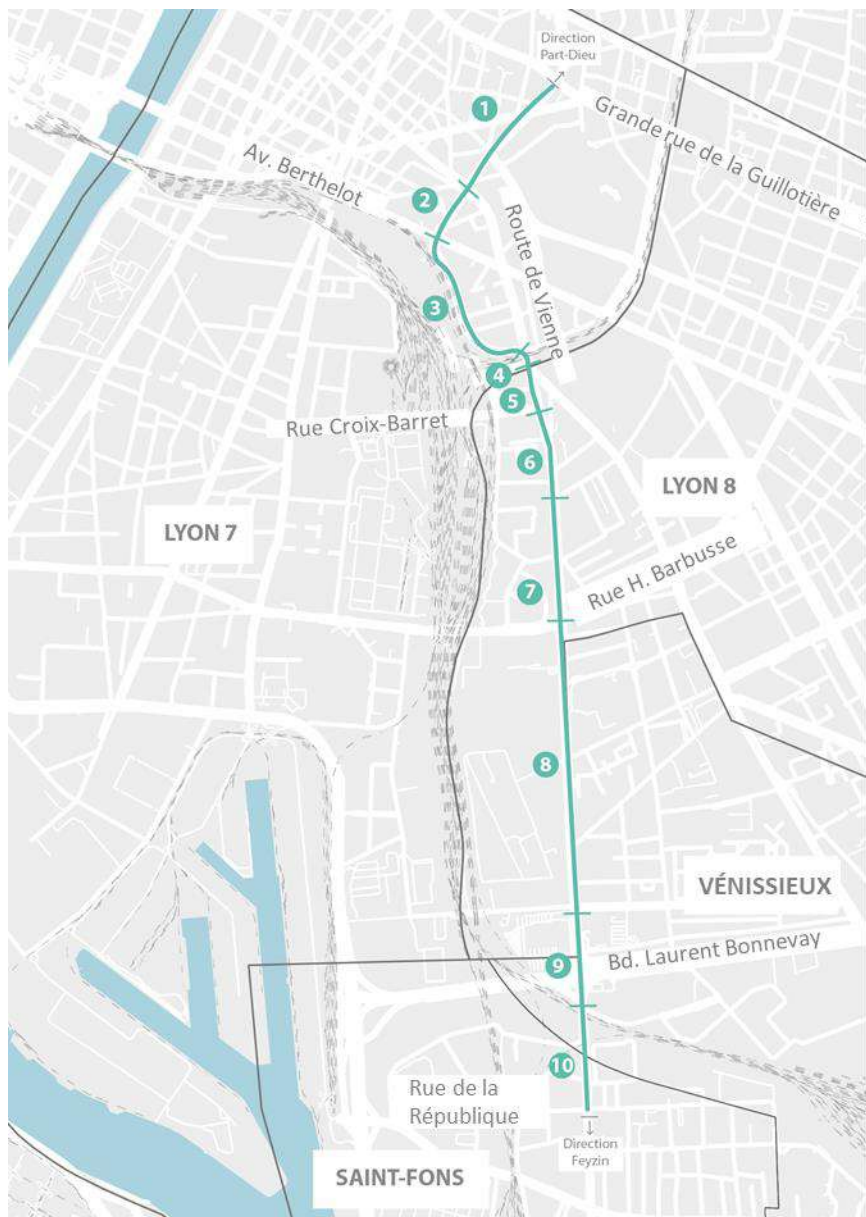 Direction
Part-Dieu
1
Grande rue de la Guillotière
Av. Berthelot
2
Route de Vienne
3
4
5
Rue Croix-Barret
6
LYON 8
LYON 7
Rue H. Barbusse
7
8
VÉNISSIEUX
Bd. Laurent Bonnevay
9
10
Rue de la
République
Direction
Feyzin
SAINT-FONS